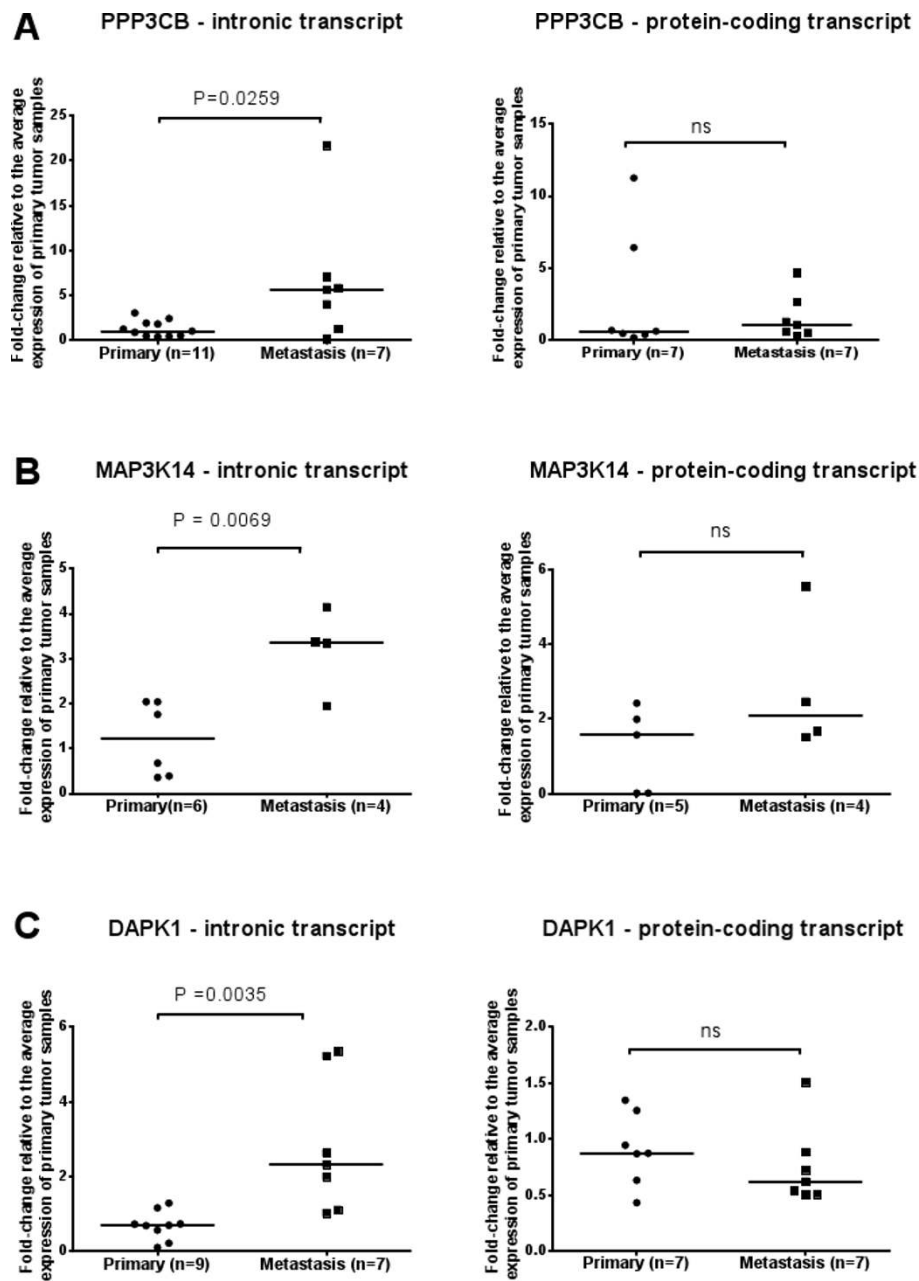 A
PPP3CB - intronic transcript
Fold-change relative to the average
expression of primary tumor samples
P=0.0259
25
20
15
10
5
0
Primary (n=11)
Metastasis (n=7)
PPP3CB - protein-coding transcript
Fold-change relative to the average
expression of primary tumor samples
ns
15
10
5
0
Primary (n=7)
Metastasis (n=7)
B
MAP3K14 - intronic transcript
Fold-change relative to the average
expression of primary tumor samples
P = 0.0069
5
4
3
2
1
0
Primary(n=6)
Metastasis (n=4)
MAP3K14 - protein-coding transcript
Fold-change relative to the average
expression of primary tumor samples
ns
6
4
2
0
Primary (n=5)
Metastasis (n=4)
C
DAPK1 - intronic transcript
Fold-change relative to the average
expression of primary tumor samples
P =0.0035
6
4
2
0
Primary (n=9)
Metastasis (n=7)
DAPK1 - protein-coding transcript
Fold-change relative to the average
expression of primary tumor samples
ns
2.0
1.5
1.0
0.5
0
Primary (n=7)
Metastasis (n=7)